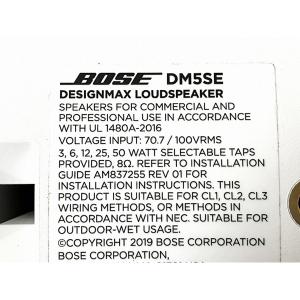 BOSE DM5SE
DESIGNMAX LOUDSPEAKER
SPEAKERS FOR COMMERCIAL AND
PROFESSIONAL USE IN ACCORDANCE
WITH UL 1480A-2016
VOLTAGE INPUT: 70.7 / 100VRMS
3, 6, 12, 25, 50 WATT SELECTABLE TAPS
PROVIDED, 8Ω. REFER TO INSTALLATION
GUIDE AM837255 REV 01 FOR
INSTALLATION INSTRUCTIONS. THIS
PRODUCT IS SUITABLE FOR CL1, CL2, CL3
WIRING METHODS, OR METHODS IN
ACCORDANCE WITH NEC. SUITABLE FOR
OUTDOOR-WET USAGE.
©COPYRIGHT 2019 BOSE CORPORATION
BOSE CORPORATION,